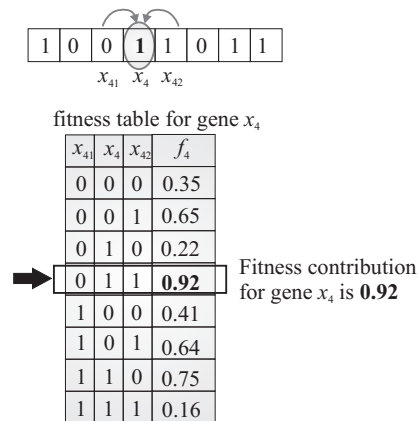 1 0 0 1 1 0 1 1
x41 x4 x42
fitness table for gene x4
x41 x4 x42 f4
0 0 0 0.35
0 0 1 0.65
0 1 0 0.22
0 1 1 0.92
1 0 0 0.41
1 0 1 0.64
1 1 0 0.75
1 1 1 0.16
Fitness contribution
for gene x4 is 0.92